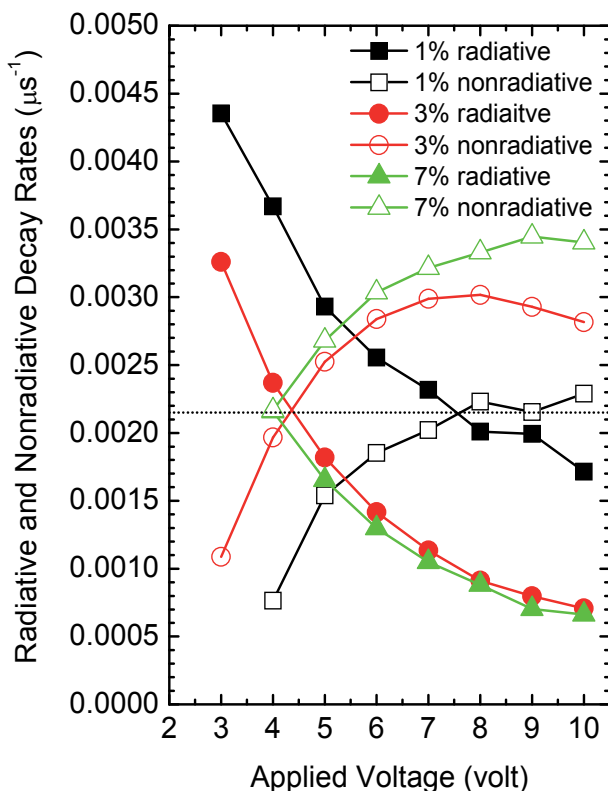 Radiative and Nonradiative Decay Rates (μs⁻¹)
0.0050
0.0045
0.0040
0.0035
0.0030
0.0025
0.0020
0.0015
0.0010
0.0005
0.0000
1% radiative
1% nonradiative
3% radiaitve
3% nonradiative
7% radiative
7% nonradiative
2 3 4 5 6 7 8 9 10
Applied Voltage (volt)